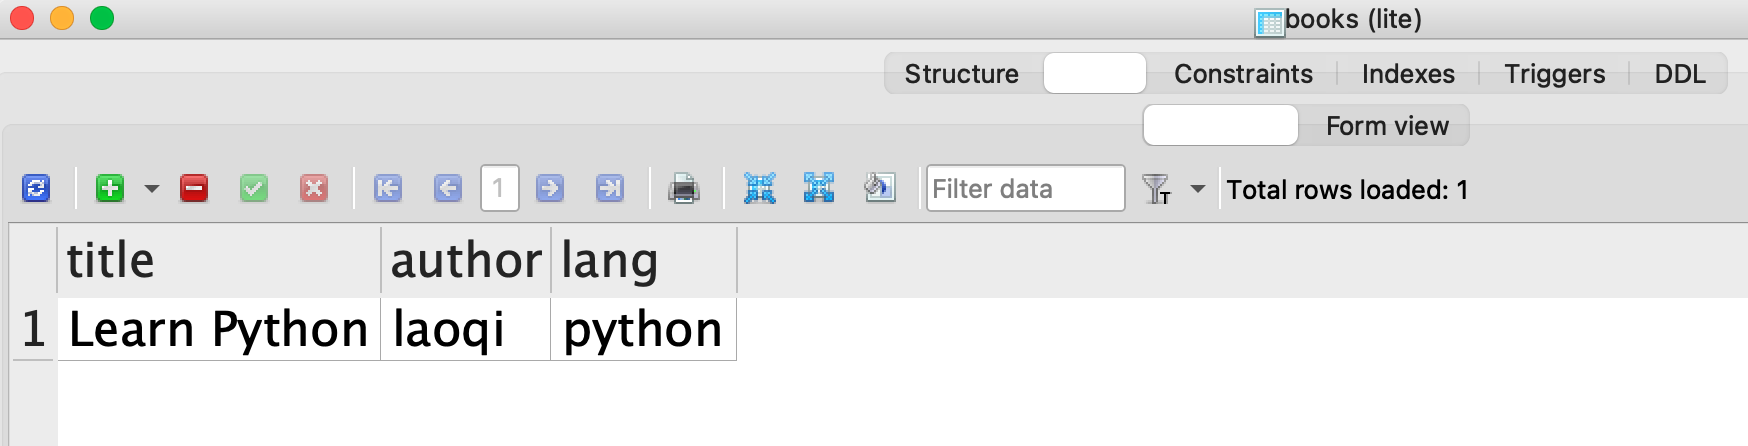 books (lite)
Structure Constraints Indexes Triggers DDL
Form view
1 Filter data T Total rows loaded: 1
title author lang
1 Learn Python laoqi python